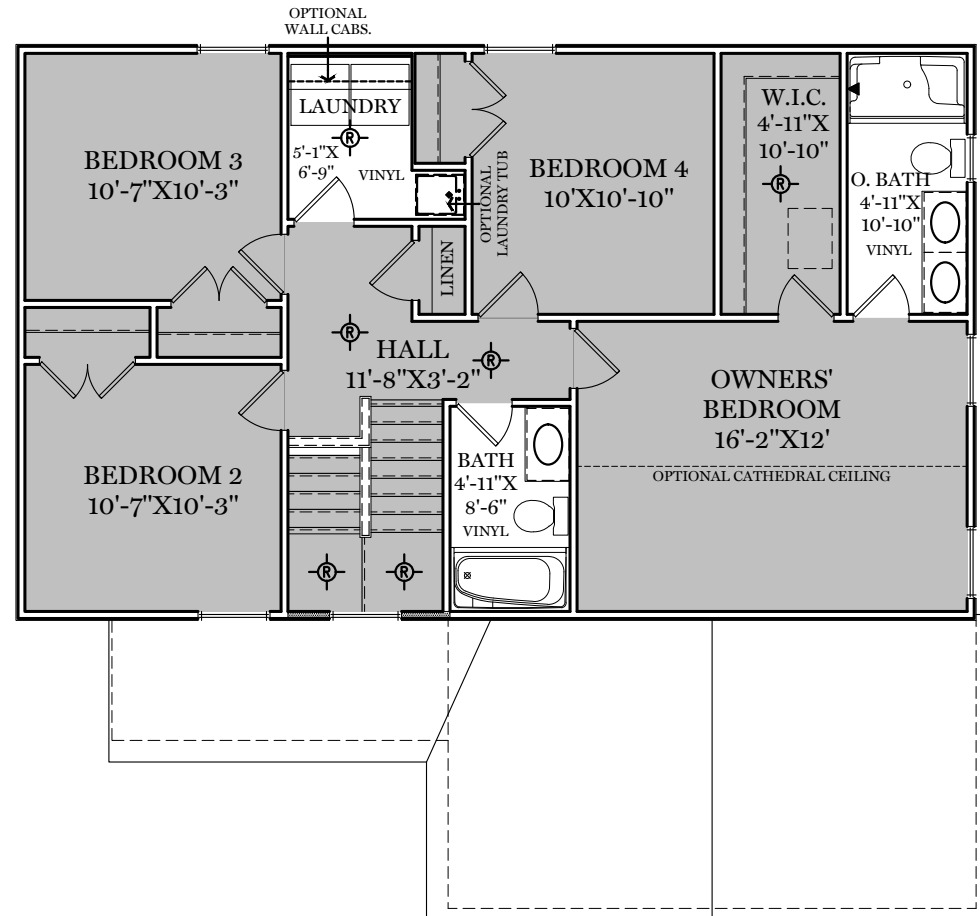 OPTIONAL
WALL CABS.
LAUNDRY
R
5'-1"X
6'-9"
VINYL
BEDROOM 3
10'-7"X10'-3"
OPTIONAL
LAUNDRY TUB
BEDROOM 4
10'X10'-10"
W.I.C.
4'-11"X
10'-10"
R
O. BATH
4'-11"X
10'-10"
VINYL
LINEN
R
HALL
11'-8"X3'-2"
R
OWNERS'
BEDROOM
16'-2"X12'
OPTIONAL CATHEDRAL CEILING
BEDROOM 2
10'-7"X10'-3"
BATH
4'-11"X
8'-6"
VINYL
R
R